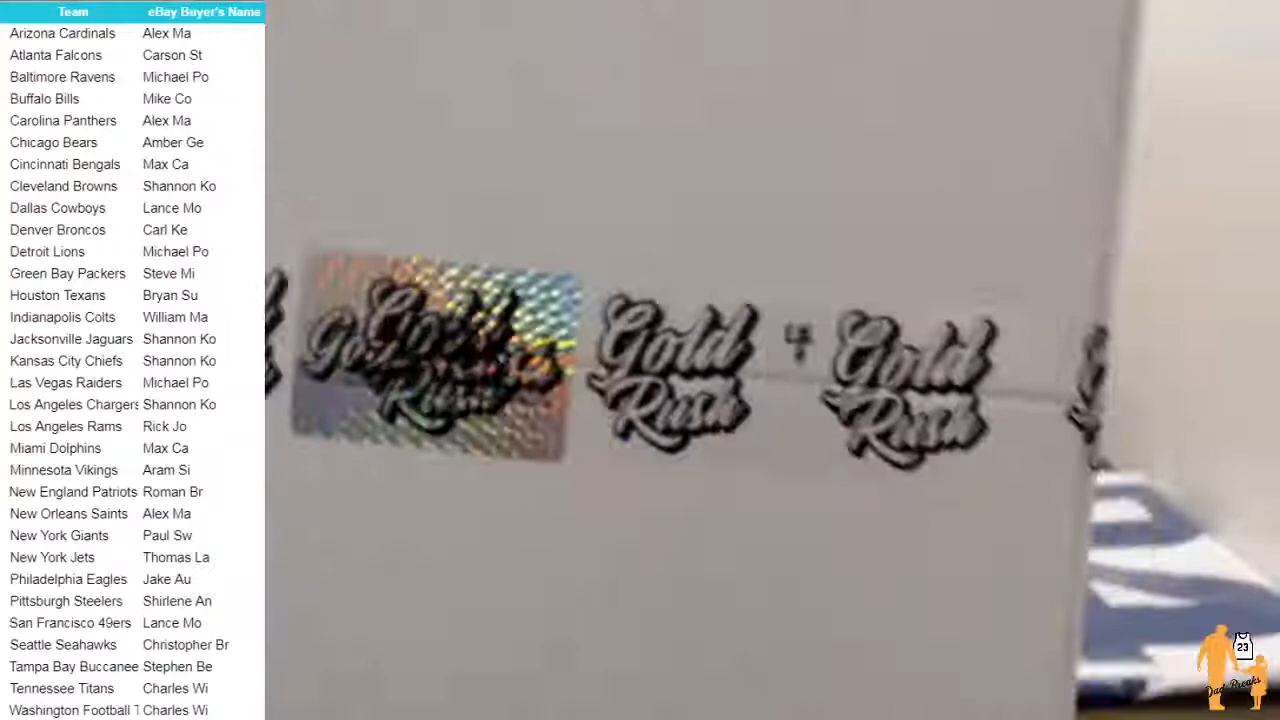 Team eBay Buyer's Name
Arizona Cardinals Alex Ma
Atlanta Falcons Carson St
Baltimore Ravens Michael Po
Buffalo Bills Mike Co
Carolina Panthers Alex Ma
Chicago Bears Amber Ge
Cincinnati Bengals Max Ca
Cleveland Browns Shannon Ko
Dallas Cowboys Lance Mo
Denver Broncos Carl Ke
Detroit Lions Michael Po
Green Bay Packers Steve Mi
Houston Texans Bryan Su
Indianapolis Colts William Ma
Jacksonville Jaguars Shannon Ko
Kansas City Chiefs Shannon Ko
Las Vegas Raiders Michael Po
Los Angeles Chargers Shannon Ko
Los Angeles Rams Rick Jo
Miami Dolphins Max Ca
Minnesota Vikings Aram Si
New England Patriots Roman Br
New Orleans Saints Alex Ma
New York Giants Paul Sw
New York Jets Thomas La
Philadelphia Eagles Jake Au
Pittsburgh Steelers Shirlene An
San Francisco 49ers Lance Mo
Seattle Seahawks Christopher Br
Tampa Bay Buccanee Stephen Be
Tennessee Titans Charles Wi
Washington Football Charles Wi
Gold
Rush
Gold
Rush
Gold
Rush
23
Dad Breaks